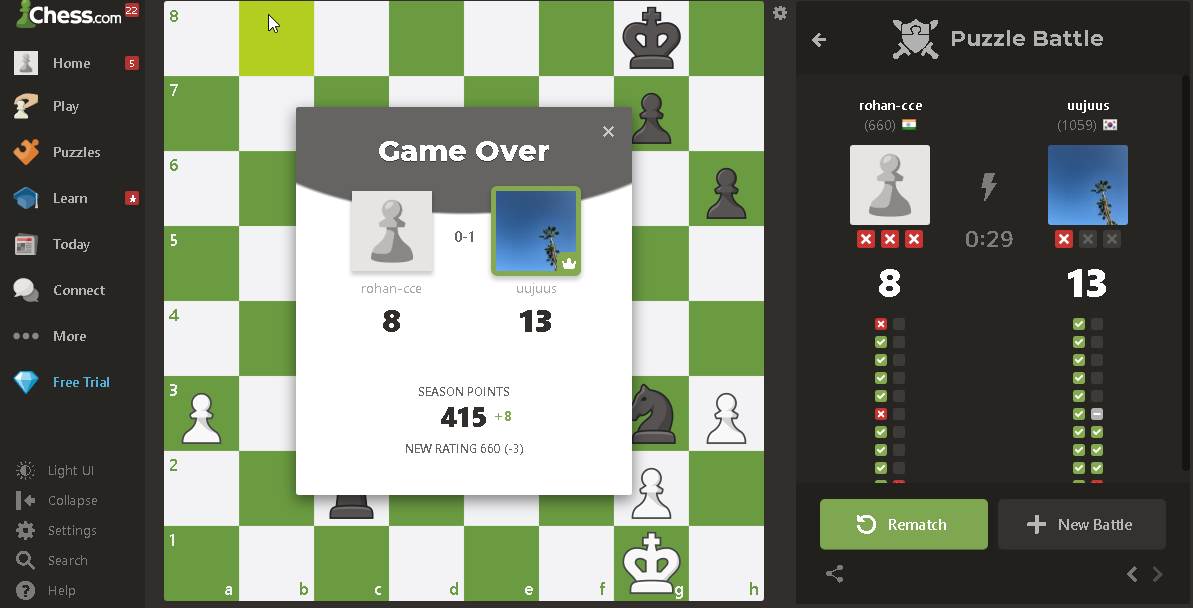 Chess.com 22
Home 5
Play
Puzzles
Learn
Today
Connect
More
Free Trial
Light UI
Collapse
Settings
Search
Help
8
7
6
5
4
3
2
1
a b c d e f g h
Game Over
0-1
rohan-cce uujuus
8 13
SEASON POINTS
415 +8
NEW RATING 660 (-3)
Puzzle Battle
rohan-cce uujuus
(660) (1059)
0:29
8 13
Rematch
New Battle